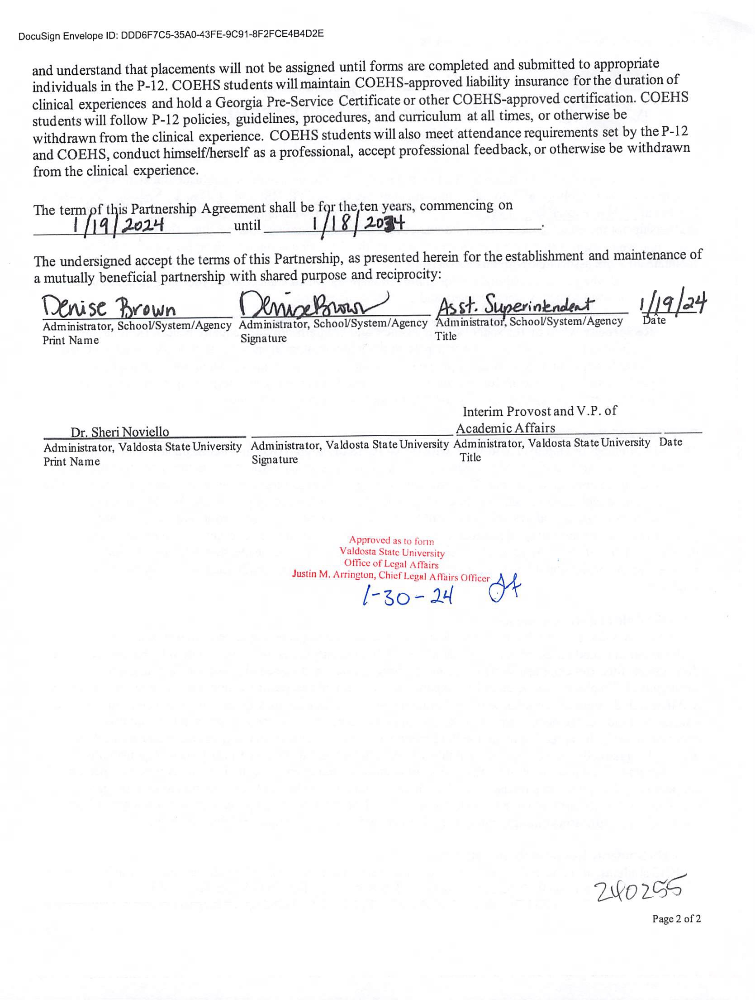 DocuSign Envelope ID: DDD6F7C5-35A0-43FE-9C91-8F2FCE4B4D2E
and understand that placements will not be assigned until forms are completed and submitted to appropriate
individuals in the P-12. COEHS students will maintain COEHS-approved liability insurance for the duration of
clinical experiences and hold a Georgia Pre-Service Certificate or other COEHS-approved certification. COEHS
students will follow P-12 policies, guidelines, procedures, and curriculum at all times, or otherwise be
withdrawn from the clinical experience. COEHS students will also meet attendance requirements set by the P-12
and COEHS, conduct himself/herself as a professional, accept professional feedback, or otherwise be withdrawn
from the clinical experience.
The term of this Partnership Agreement shall be for the ten years, commencing on
1/19/2024 until 1/18/2034.
The undersigned accept the terms of this Partnership, as presented herein for the establishment and maintenance of
a mutually beneficial partnership with shared purpose and reciprocity:
Denise Brown Denise Brown Asst. Superintendent 1/19/24
Administrator, School/System/Agency Administrator, School/System/Agency Administrator, School/System/Agency Date
Print Name Signature Title
Interim Provost and V.P. of
Dr. Sheri Noviello Academic Affairs
Administrator, Valdosta State University Administrator, Valdosta State University Administrator, Valdosta State University Date
Print Name Signature Title
Approved as to form
Valdosta State University
Office of Legal Affairs
Justin M. Arrington, Chief Legal Affairs Officer
1-30-24
240255
Page 2 of 2